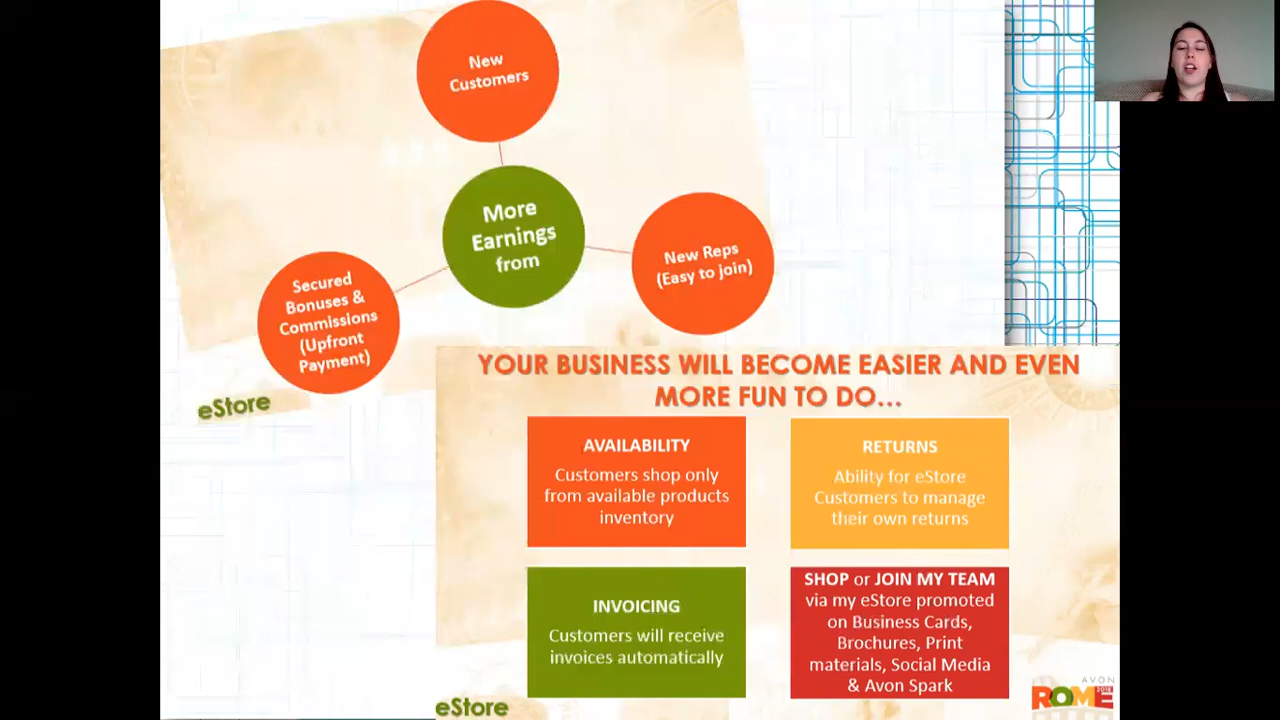 New
Customers
More
Earnings
from
New Reps
(Easy to join)
Secured
Bonuses &
Commissions
(Upfront
Payment)
eStore
YOUR BUSINESS WILL BECOME EASIER AND EVEN
MORE FUN TO DO...
AVAILABILITY
Customers shop only
from available products
inventory
RETURNS
Ability for eStore
Customers to manage
their own returns
INVOICING
Customers will receive
invoices automatically
SHOP or JOIN MY TEAM
via my eStore promoted
on Business Cards,
Brochures, Print
materials, Social Media
& Avon Spark
eStore
AVON
ROME